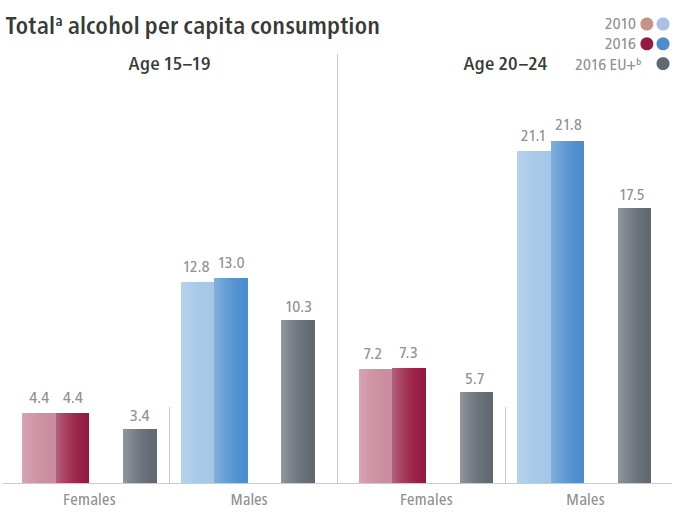 Totalᵃ alcohol per capita consumption
2010
2016
2016 EU+ᵇ
Age 15–19
Age 20–24
4.4 4.4
3.4
12.8 13.0
10.3
7.2 7.3
5.7
21.1 21.8
17.5
Females
Males
Females
Males